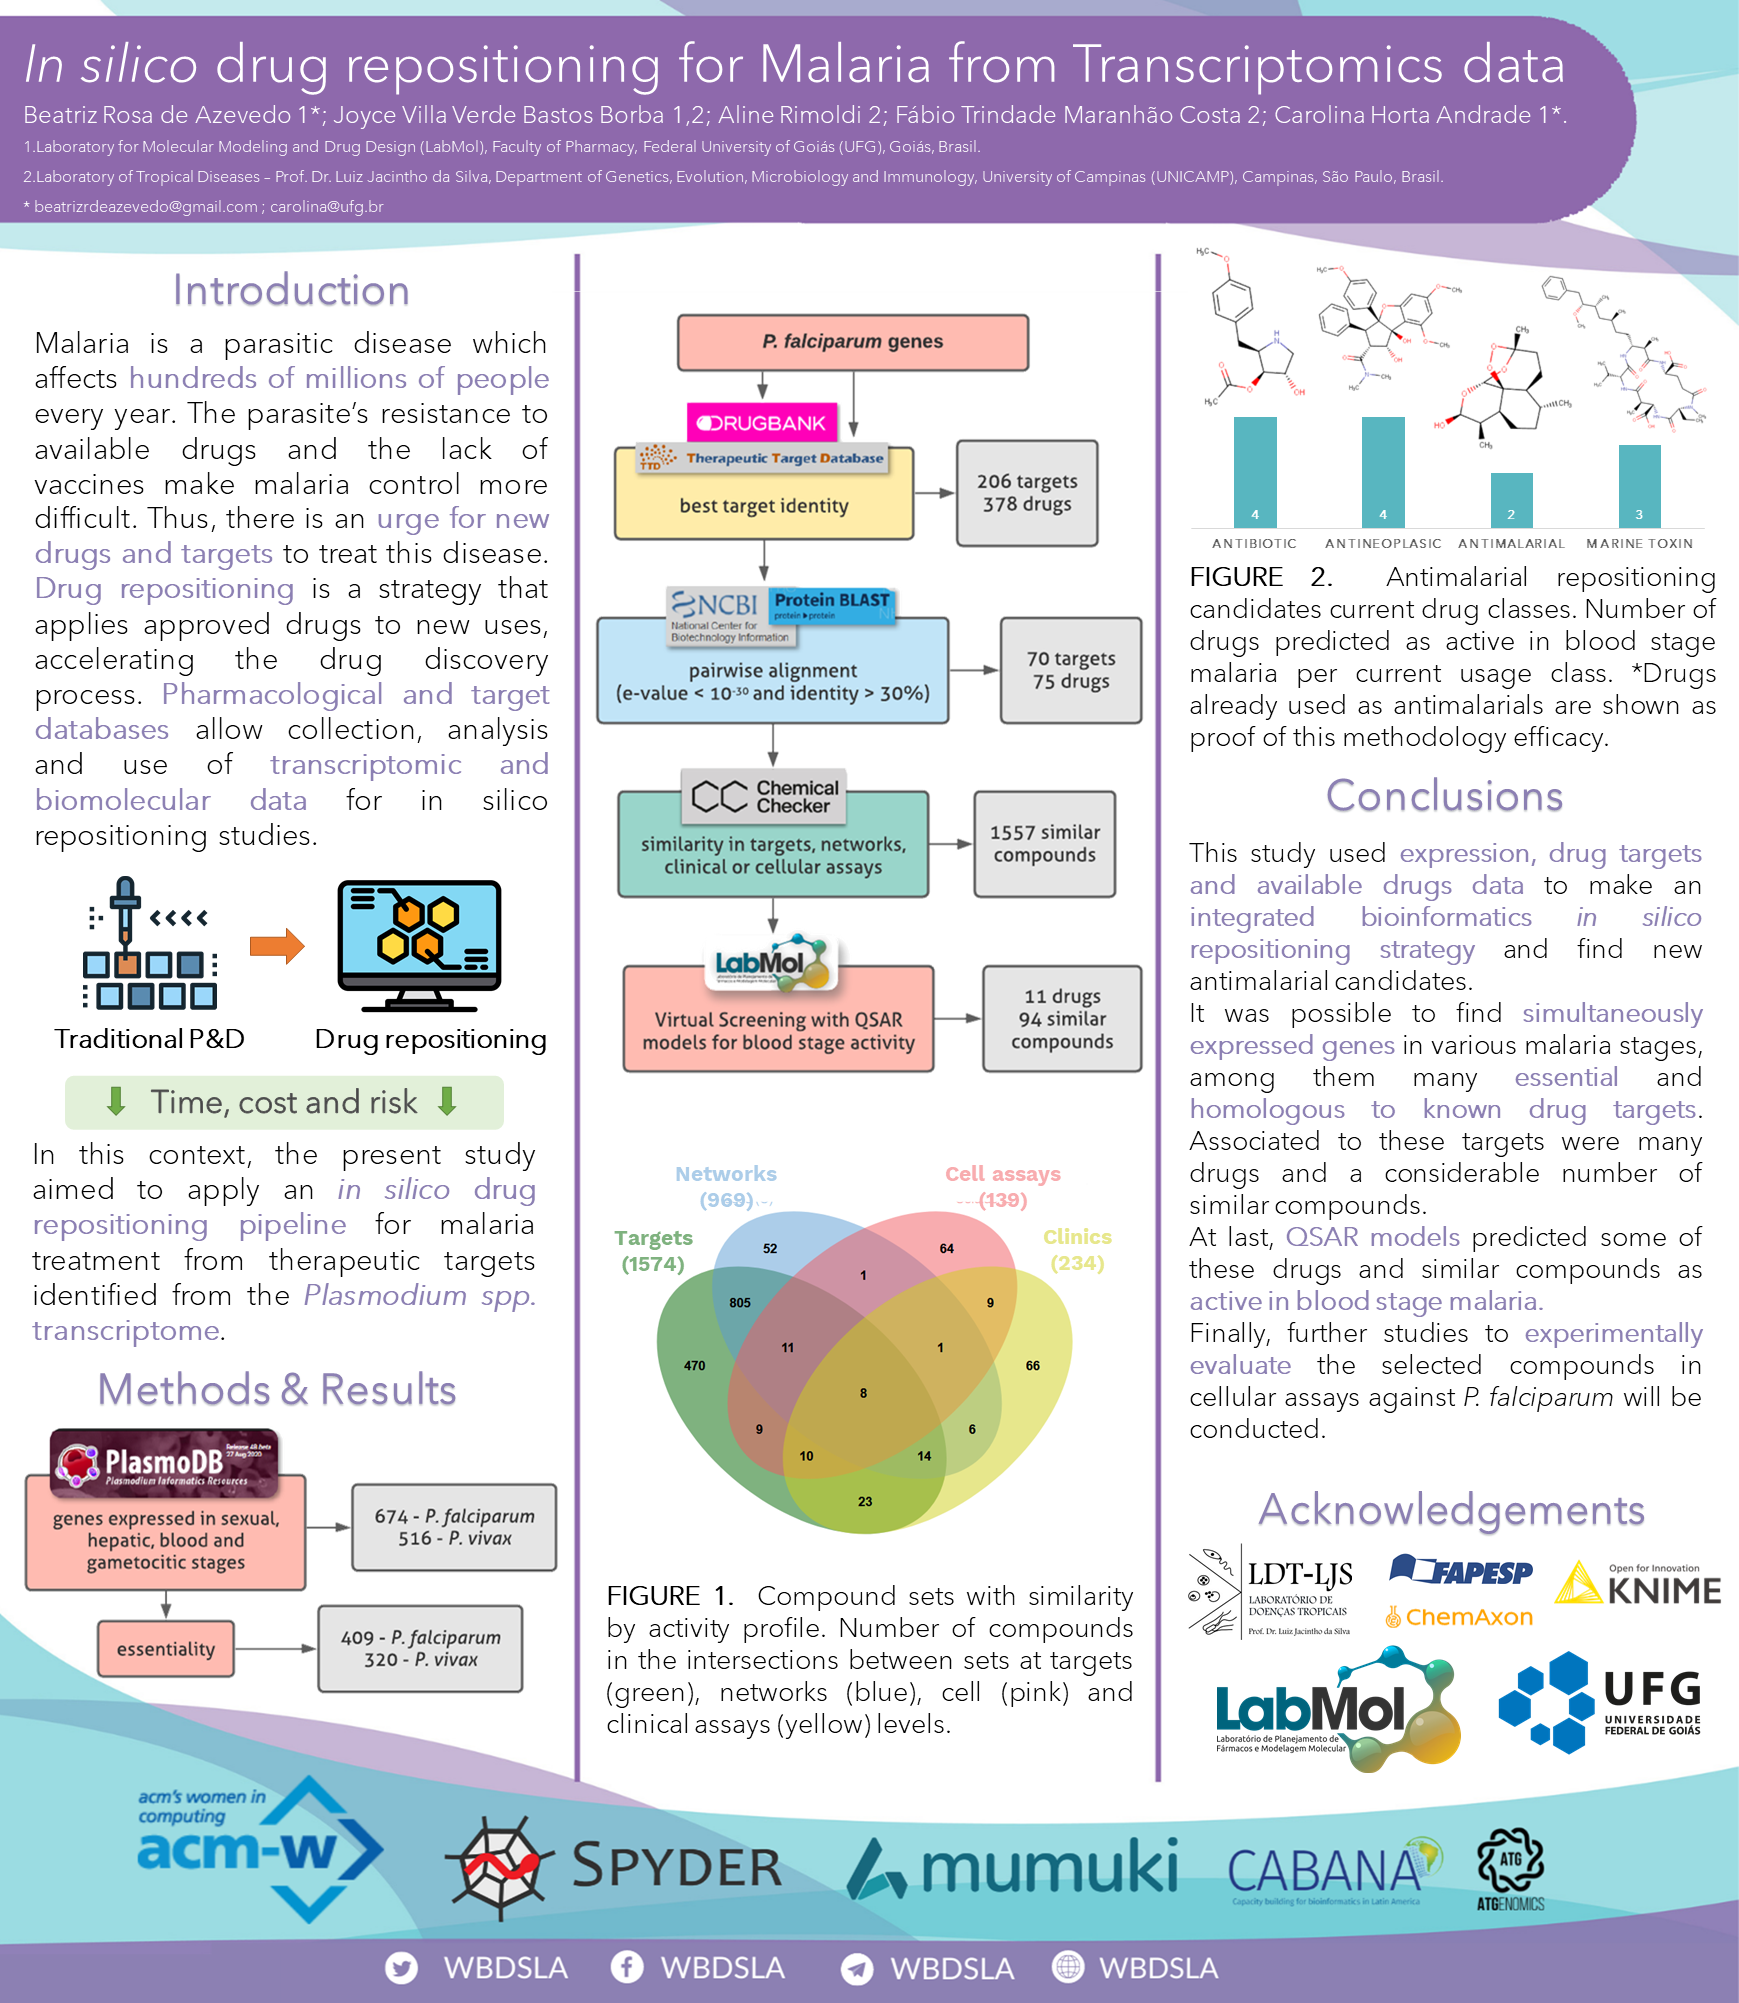 In silico drug repositioning for Malaria from Transcriptomics data
Beatriz Rosa de Azevedo 1*; Joyce Villa Verde Bastos Borba 1,2; Aline Rimoldi 2; Fábio Trindade Maranhão Costa 2; Carolina Horta Andrade 1*.
1.Laboratory for Molecular Modeling and Drug Design (LabMol), Faculty of Pharmacy, Federal University of Goiás (UFG), Goiás, Brasil.
2.Laboratory of Tropical Diseases – Prof. Dr. Luiz Jacintho da Silva, Department of Genetics, Evolution, Microbiology and Immunology, University of Campinas (UNICAMP), Campinas, São Paulo, Brasil.
* beatrizrdeazevedo@gmail.com ; carolina@ufg.br
Introduction
Malaria is a parasitic disease which
affects hundreds of millions of people
every year. The parasite's resistance to
available drugs and the lack of
vaccines make malaria control more
difficult. Thus, there is an urge for new
drugs and targets to treat this disease.
Drug repositioning is a strategy that
applies approved drugs to new uses,
accelerating the drug discovery
process. Pharmacological and target
databases allow collection, analysis
and use of transcriptomic and
biomolecular data for in silico
repositioning studies.
Traditional P&D
Drug repositioning
Time, cost and risk
In this context, the present study
aimed to apply an in silico drug
repositioning pipeline for malaria
treatment from therapeutic targets
identified from the Plasmodium spp.
transcriptome.
Methods & Results
PlasmoDB
Release 48 beta
27 Aug 2020
Plasmodium Informatics Resources
genes expressed in sexual,
hepatic, blood and
gametocitic stages
674 - P. falciparum
516 - P. vivax
essentiality
409 - P. falciparum
320 - P. vivax
P. falciparum genes
DRUGBANK
TTD Therapeutic Target Database
best target identity
206 targets
378 drugs
NCBI
National Center for
Biotechnology Information
Protein BLAST
protein ▸ protein
pairwise alignment
(e-value < 10-30 and identity > 30%)
70 targets
75 drugs
Chemical
Checker
similarity in targets, networks,
clinical or cellular assays
1557 similar
compounds
LabMol
Virtual Screening with QSAR
models for blood stage activity
11 drugs
94 similar
compounds
Networks
(969)
Cell assays
(139)
Targets
(1574)
Clinics
(234)
52
64
1
805
9
11
1
470
66
8
9
6
10
14
23
FIGURE 1. Compound sets with similarity
by activity profile. Number of compounds
in the intersections between sets at targets
(green), networks (blue), cell (pink) and
clinical assays (yellow) levels.
4
4
2
3
ANTIBIOTIC
ANTINEOPLASIC
ANTIMALARIAL
MARINE TOXIN
FIGURE 2. Antimalarial repositioning
candidates current drug classes. Number of
drugs predicted as active in blood stage
malaria per current usage class. *Drugs
already used as antimalarials are shown as
proof of this methodology efficacy.
Conclusions
This study used expression, drug targets
and available drugs data to make an
integrated bioinformatics in silico
repositioning strategy and find new
antimalarial candidates.
It was possible to find simultaneously
expressed genes in various malaria stages,
among them many essential and
homologous to known drug targets.
Associated to these targets were many
drugs and a considerable number of
similar compounds.
At last, QSAR models predicted some of
these drugs and similar compounds as
active in blood stage malaria.
Finally, further studies to experimentally
evaluate the selected compounds in
cellular assays against P. falciparum will be
conducted.
Acknowledgements
LDT-LJS
LABORATÓRIO DE
DOENÇAS TROPICAIS
Prof. Dr. Luiz Jacintho da Silva
FAPESP
ChemAxon
Open for Innovation
KNIME
LabMol
Laboratório de Planejamento de
Fármacos e Modelagem Molecular
UFG
UNIVERSIDADE
FEDERAL DE GOIÁS
acm's women in
computing
acm-w
SPYDER
mumuki
CABANA
Capacity building for bioinformatics in Latin America
ATG
ATGENOMICS
WBDSLA
WBDSLA
WBDSLA
WBDSLA